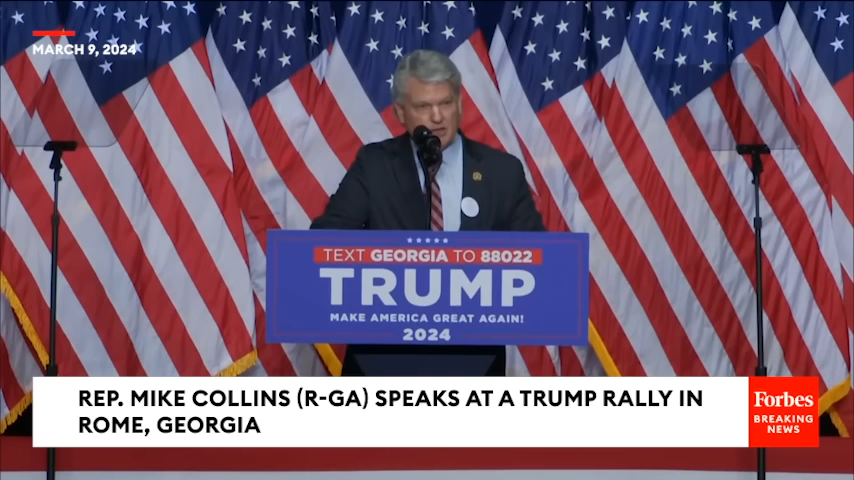 MARCH 9, 2024
TEXT GEORGIA TO 88022
TRUMP
MAKE AMERICA GREAT AGAIN!
2024
REP. MIKE COLLINS (R-GA) SPEAKS AT A TRUMP RALLY IN
ROME, GEORGIA
Forbes
BREAKING
NEWS